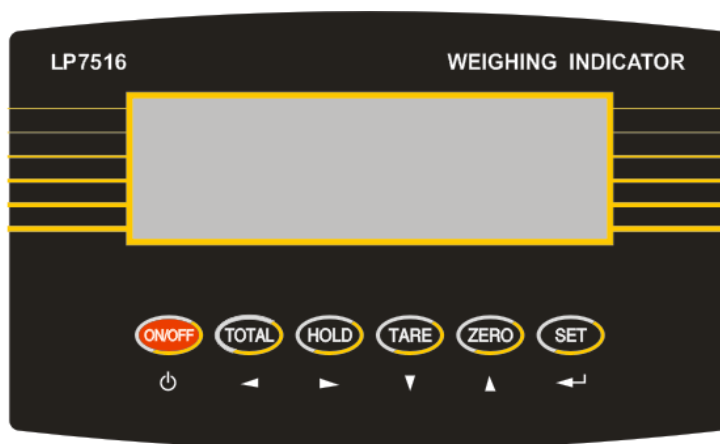 LP7516 WEIGHING INDICATOR
ON/OFF TOTAL HOLD TARE ZERO SET